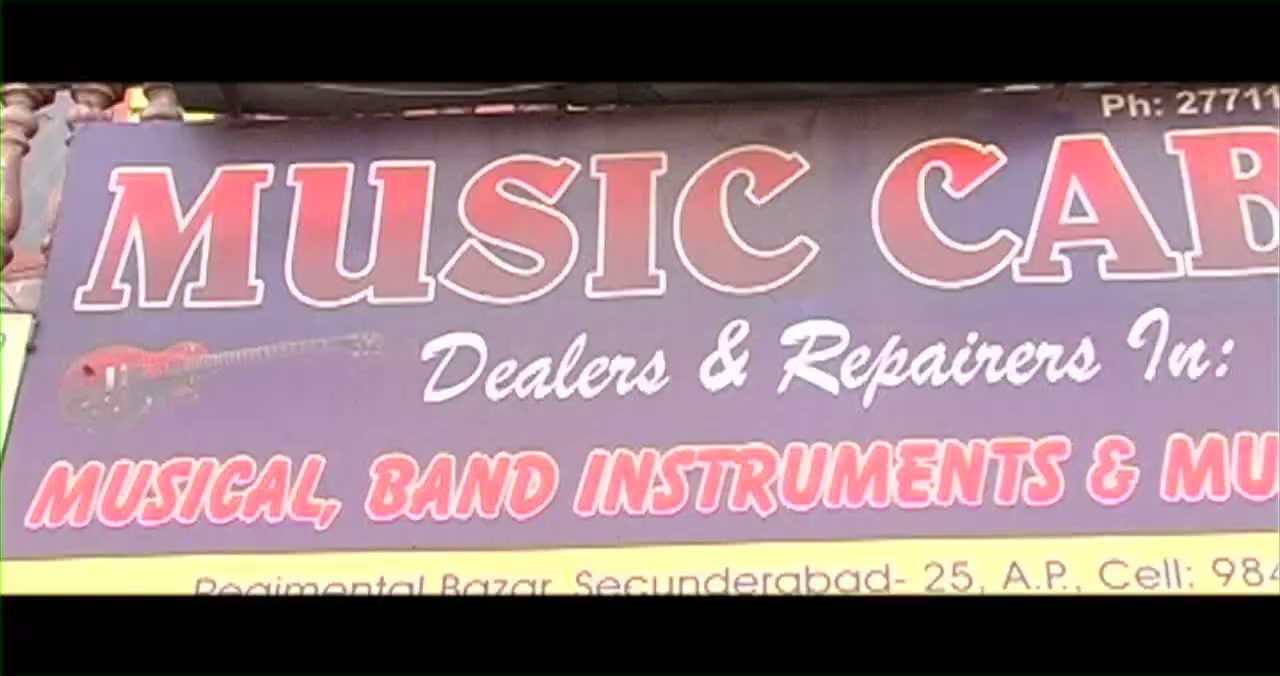 Ph: 27711
MUSIC CAB
Dealers & Repairers In:
MUSICAL, BAND INSTRUMENTS & MU
Regimental Bazar, Secunderabad- 25, A.P., Cell: 984